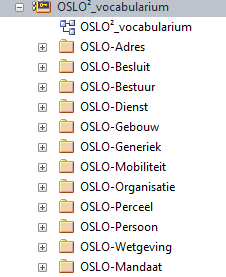 OSLO²_vocabularium
OSLO²_vocabularium
OSLO-Adres
OSLO-Besluit
OSLO-Bestuur
OSLO-Dienst
OSLO-Gebouw
OSLO-Generiek
OSLO-Mobiliteit
OSLO-Organisatie
OSLO-Perceel
OSLO-Persoon
OSLO-Wetgeving
OSLO-Mandaat